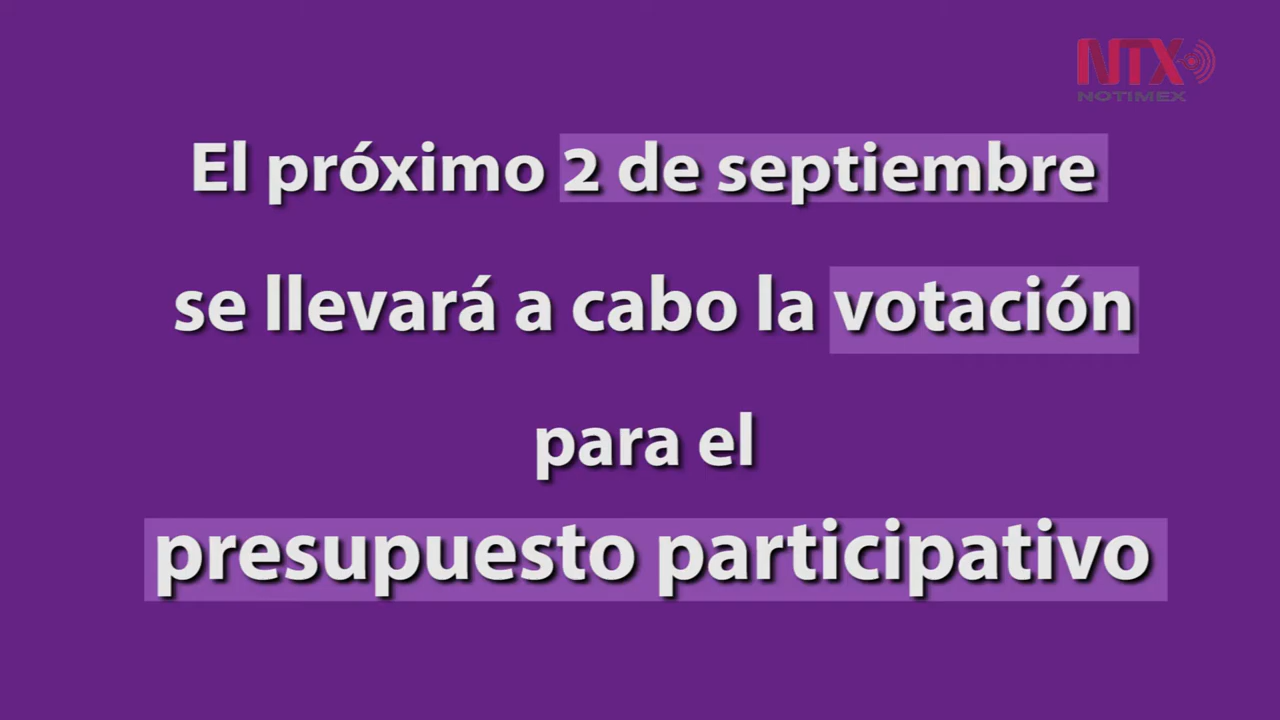 NTX
NOTIMEX
El próximo 2 de septiembre
se llevará a cabo la votación
para el
presupuesto participativo